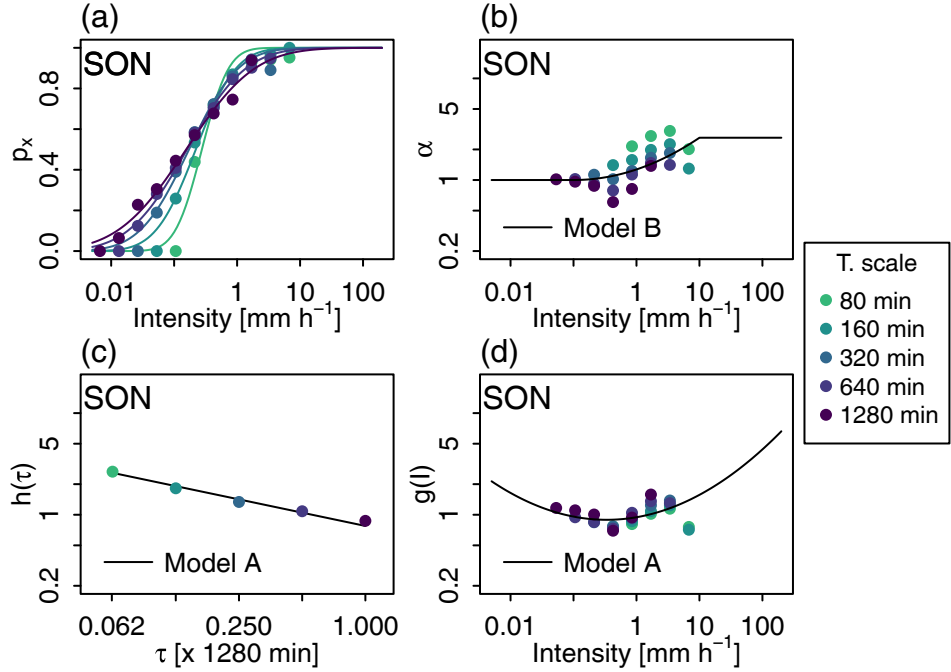 (a)
SON
px
0.0
0.4
0.8
0.01
1
10
100
Intensity [mm h−1]
(b)
SON
α
0.2
1
5
Model B
0.01
1
10
100
Intensity [mm h−1]
T. scale
80 min
160 min
320 min
640 min
1280 min
(c)
SON
h(τ)
0.2
1
5
Model A
0.062
0.250
1.000
τ [x 1280 min]
(d)
SON
g(I)
0.2
1
5
Model A
0.01
1
10
100
Intensity [mm h−1]